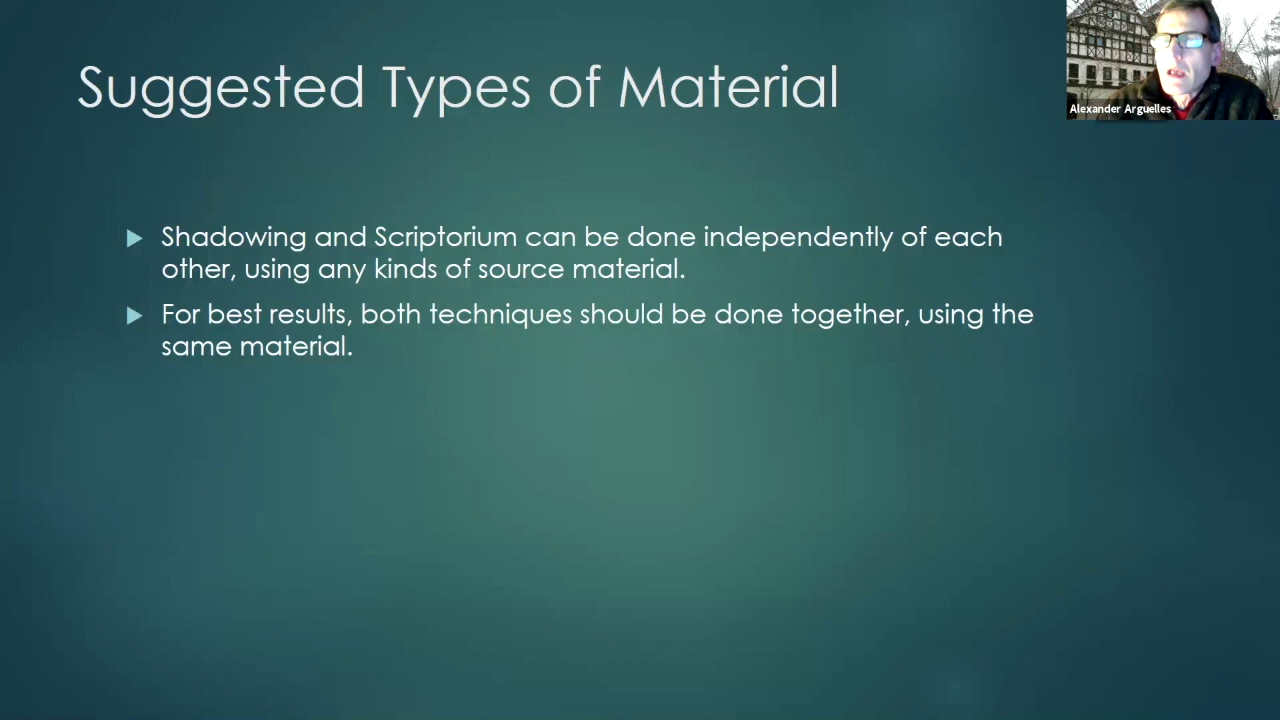 Suggested Types of Material
Alexander Arguelles
Shadowing and Scriptorium can be done independently of each
other, using any kinds of source material.
For best results, both techniques should be done together, using the
same material.